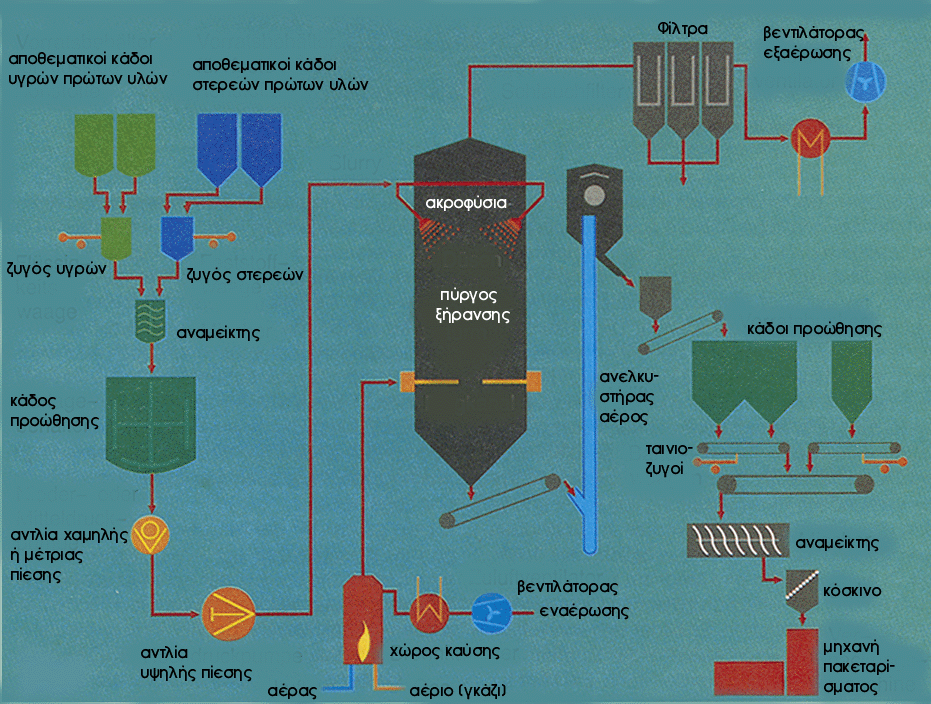 αποθεματικοί κάδοι
υγρών πρώτων υλών
αποθεματικοί κάδοι
στερεών πρώτων υλών
Φίλτρα
βεντιλάτορας
εξαέρωσης
ακροφύσια
ζυγός υγρών
ζυγός στερεών
πύργος
ξήρανσης
αναμείκτης
κάδοι προώθησης
κάδος
προώθησης
ανελκυ-
στήρας
αέρος
ταινιο-
ζυγοί
αντλία χαμηλής
ή μέτριας
πίεσης
αναμείκτης
κόσκινο
βεντιλάτορας
εναέρωσης
αντλία
υψηλής πίεσης
χώρος καύσης
μηχανή
πακεταρί-
σματος
αέρας
αέριο (γκάζι)